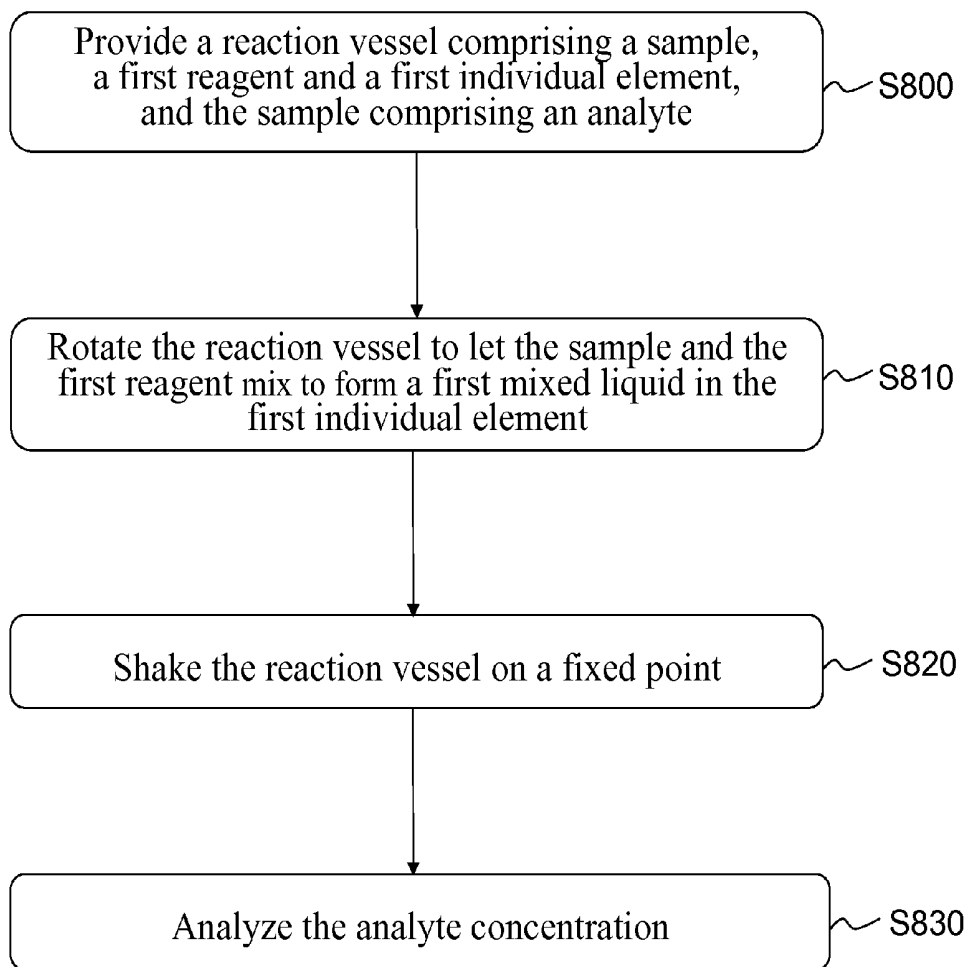 Provide a reaction vessel comprising a sample,
a first reagent and a first individual element,
and the sample comprising an analyte
S800
Rotate the reaction vessel to let the sample and the
first reagent mix to form a first mixed liquid in the
first individual element
S810
Shake the reaction vessel on a fixed point
S820
Analyze the analyte concentration
S830